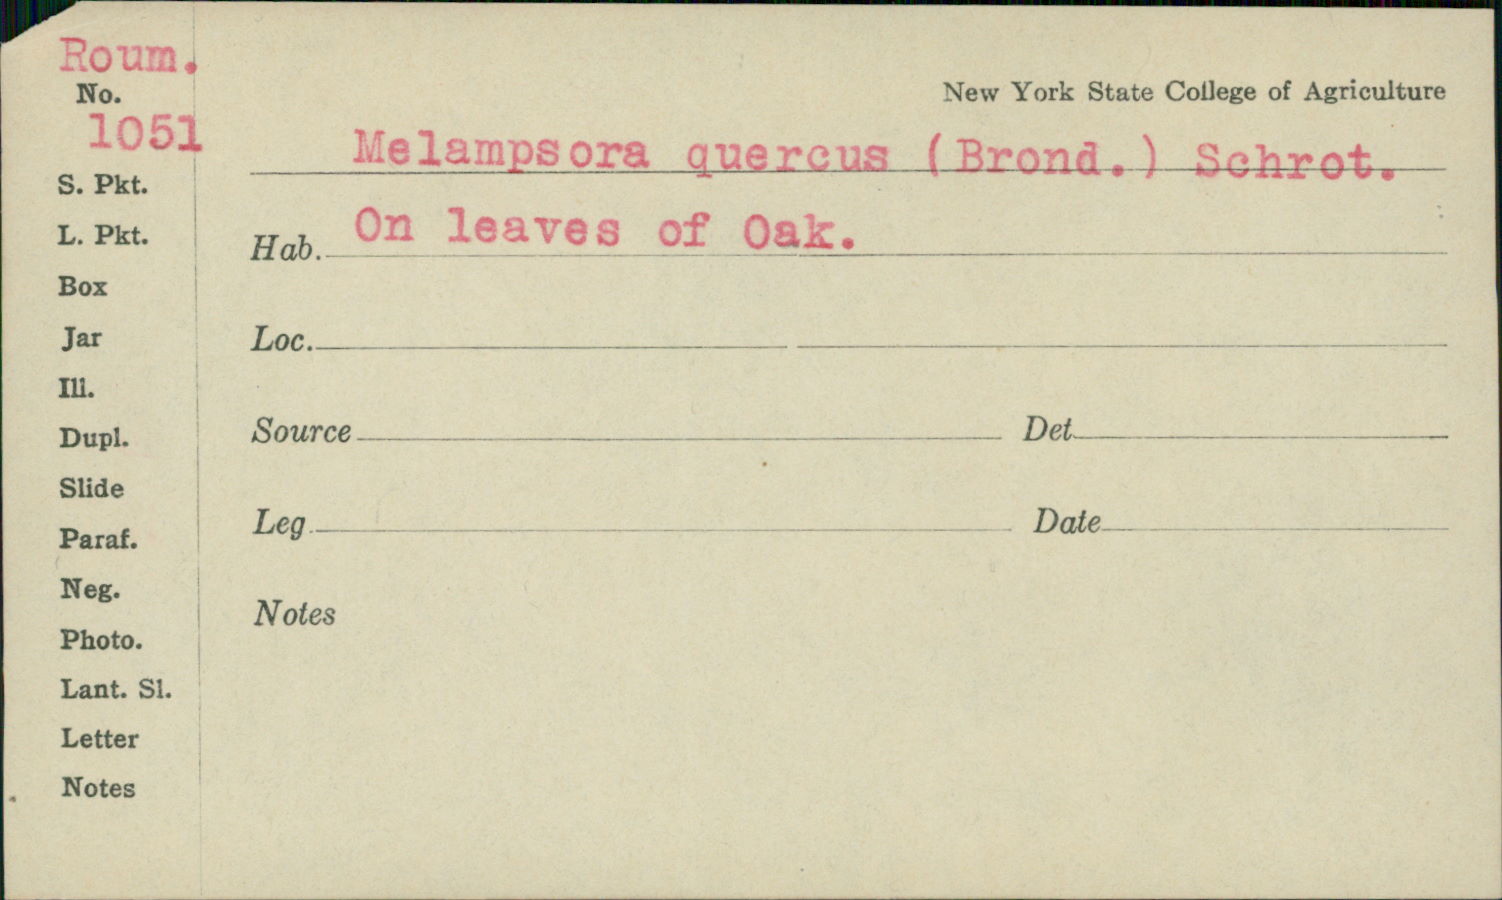 Roum.
No.
1051
New York State College of Agriculture
Melampsora quercus (Brond.) Schrot.
S. Pkt.
L. Pkt.
Hab. On leaves of Oak.
Box
Jar
Loc.
Ill.
Dupl.
Source Det.
Slide
Leg. Date
Paraf.
Neg.
Notes
Photo.
Lant. Sl.
Letter
Notes